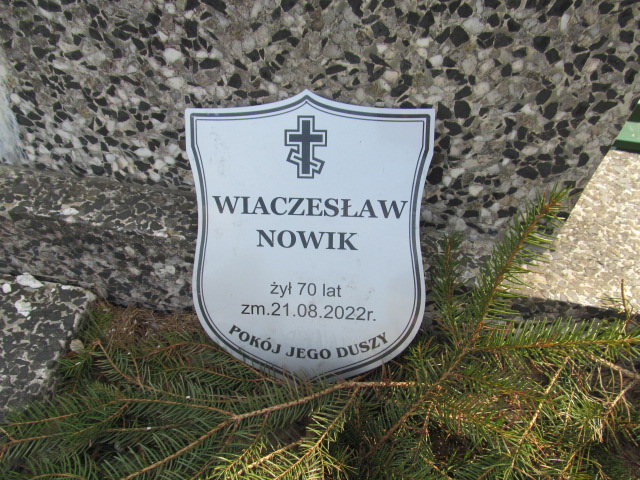 WIACZESŁAW
NOWIK
żył 70 lat
zm.21.08.2022r.
POKÓJ JEGO DUSZY